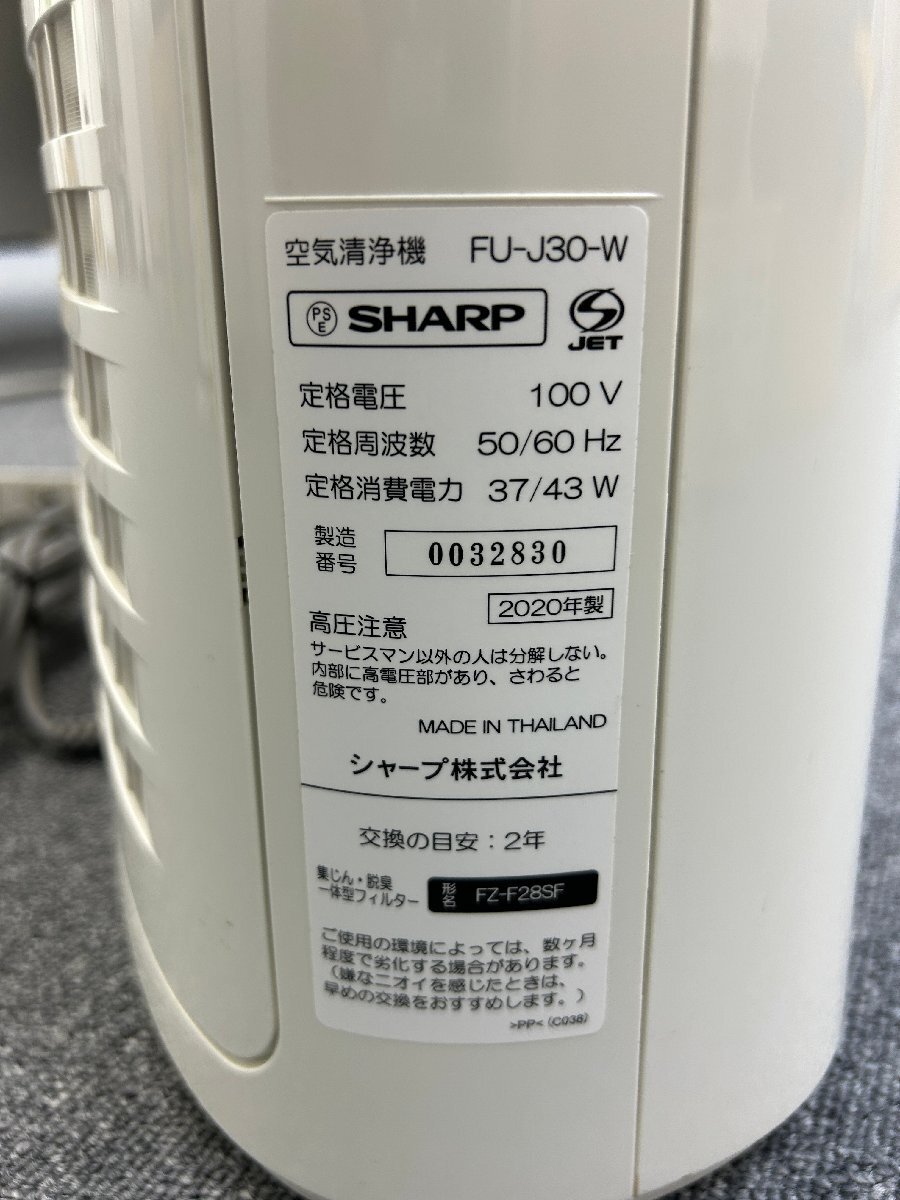 空気清浄機 FU-J30-W
PSE SHARP JET
定格電圧 100 V
定格周波数 50/60 Hz
定格消費電力 37/43 W
製造
番号 0032830
2020年製
高圧注意
サービスマン以外の人は分解しない。
内部に高電圧部があり、さわると
危険です。
MADE IN THAILAND
シャープ株式会社
交換の目安：2年
集じん・脱臭
一体型フィルター 形名 FZ-F28SF
ご使用の環境によっては、数ヶ月
程度で劣化する場合があります。
（嫌なニオイを感じたときは、
早めの交換をおすすめします。）
>PP< (C038)